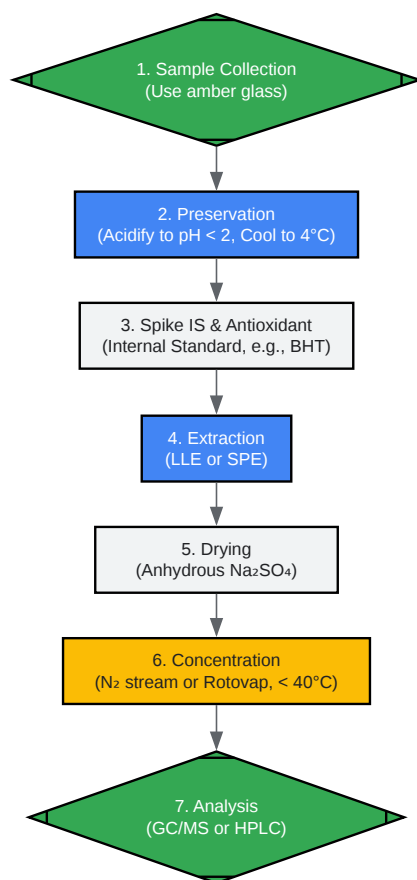 1. Sample Collection
(Use amber glass)
2. Preservation
(Acidify to pH < 2, Cool to 4°C)
3. Spike IS & Antioxidant
(Internal Standard, e.g., BHT)
4. Extraction
(LLE or SPE)
5. Drying
(Anhydrous Na₂SO₄)
6. Concentration
(N₂ stream or Rotovap, < 40°C)
7. Analysis
(GC/MS or HPLC)